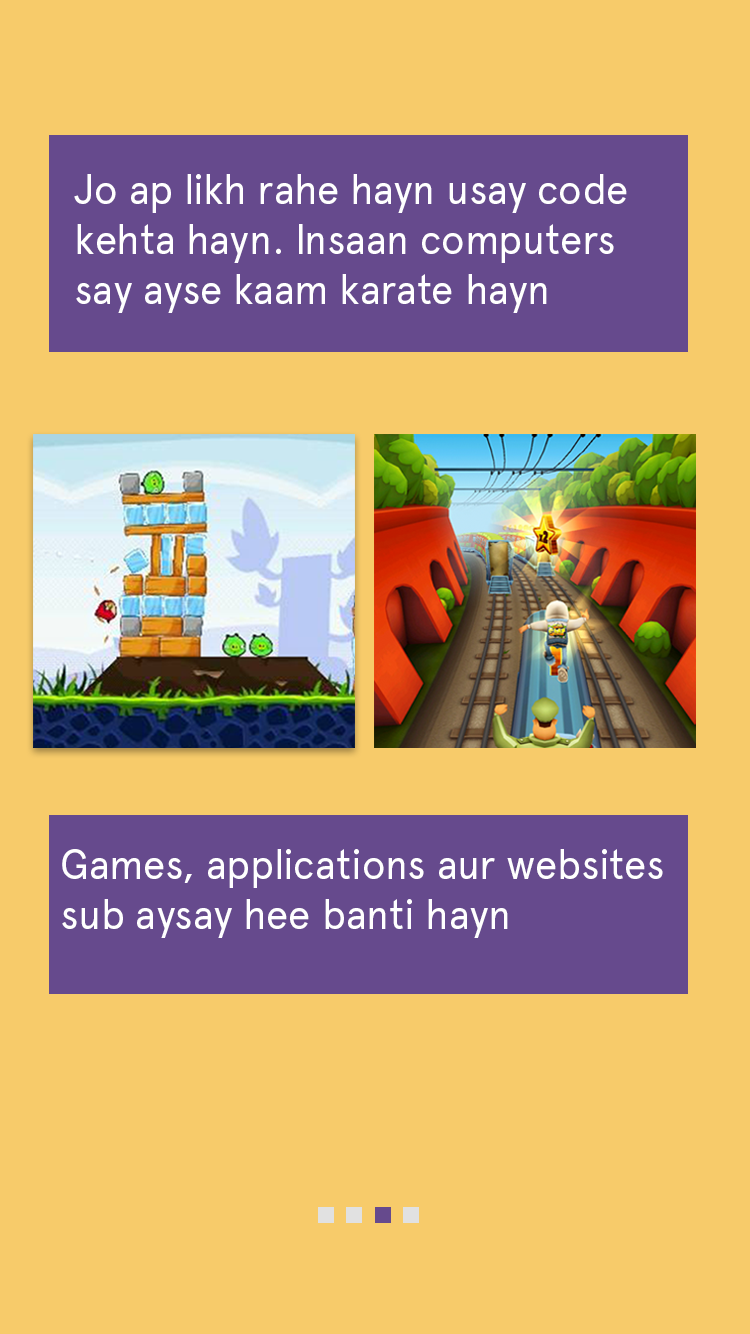 Jo ap likh rahe hayn usay code
kehta hayn. Insaan computers
say ayse kaam karate hayn
Games, applications aur websites
sub aysay hee banti hayn